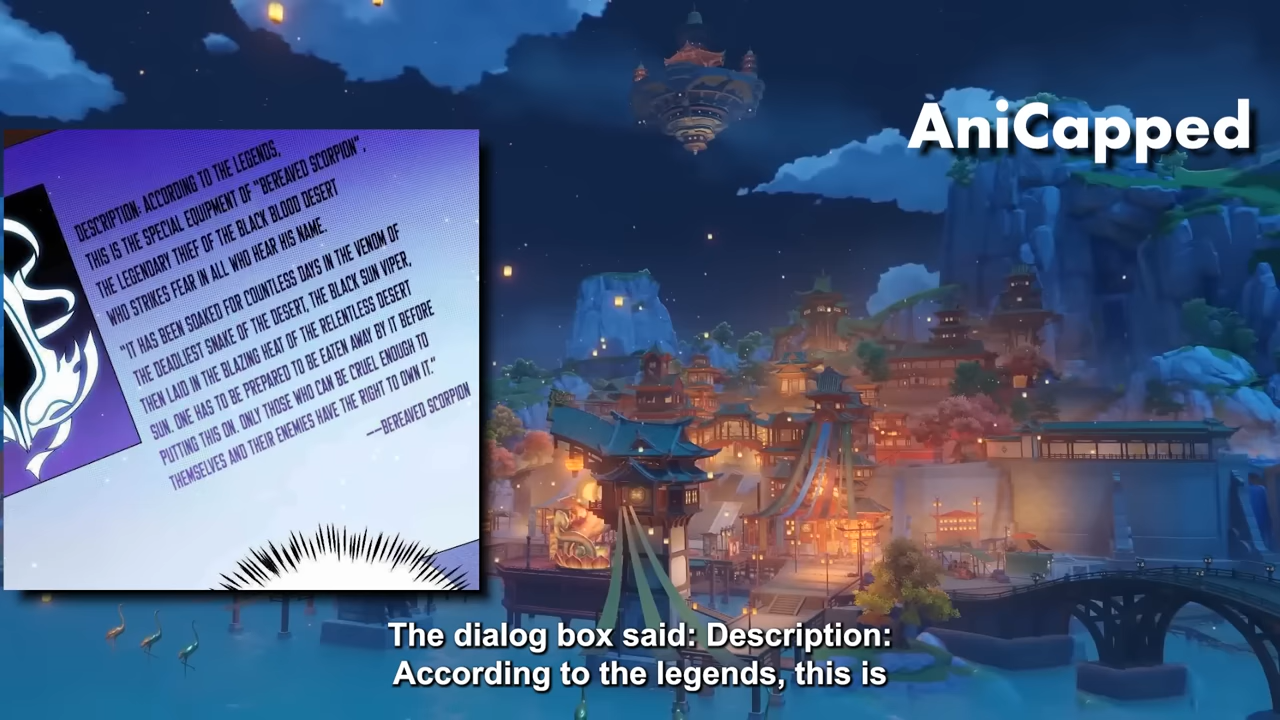 AniCapped
DESCRIPTION: ACCORDING TO THE LEGENDS,
THIS IS THE SPECIAL EQUIPMENT OF "BEREAVED SCORPION".
THE LEGENDARY THIEF OF THE BLACK BLOOD DESERT
WHO STRIKES FEAR IN ALL WHO HEAR HIS NAME.
"IT HAS BEEN SOAKED FOR COUNTLESS DAYS IN THE VENOM OF
THE DEADLIEST SNAKE OF THE DESERT, THE BLACK SUN VIPER,
THEN LAID IN THE BLAZING HEAT OF THE RELENTLESS DESERT
SUN. ONE HAS TO BE PREPARED TO BE EATEN AWAY BY IT BEFORE
PUTTING THIS ON. ONLY THOSE WHO CAN BE CRUEL ENOUGH TO
THEMSELVES AND THEIR ENEMIES HAVE THE RIGHT TO OWN IT."
——BEREAVED SCORPION
The dialog box said: Description:
According to the legends, this is